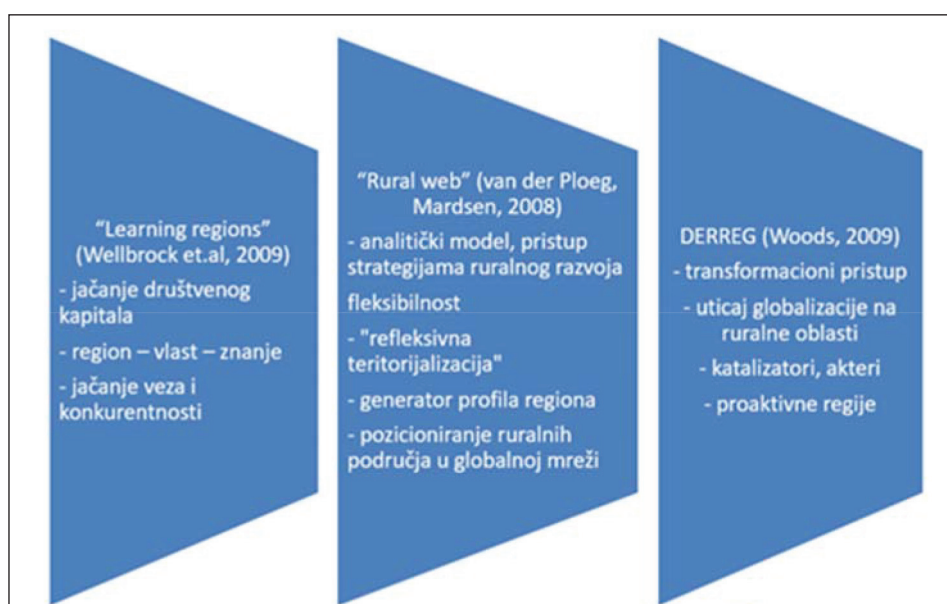 “Learning regions”
(Wellbrock et.al, 2009)
- jačanje društvenog
kapitala
- region – vlast – znanje
- jačanje veza i
konkurentnosti
“Rural web” (van der Ploeg,
Mardsen, 2008)
- analitički model, pristup
strategijama ruralnog razvoja
fleksibilnost
- "refleksivna
teritorijalizacija"
- generator profila regiona
- pozicioniranje ruralnih
područja u globalnoj mreži
DERREG (Woods, 2009)
- transformacioni pristup
- uticaj globalizacije na
ruralne oblasti
- katalizatori, akteri
- proaktivne regije